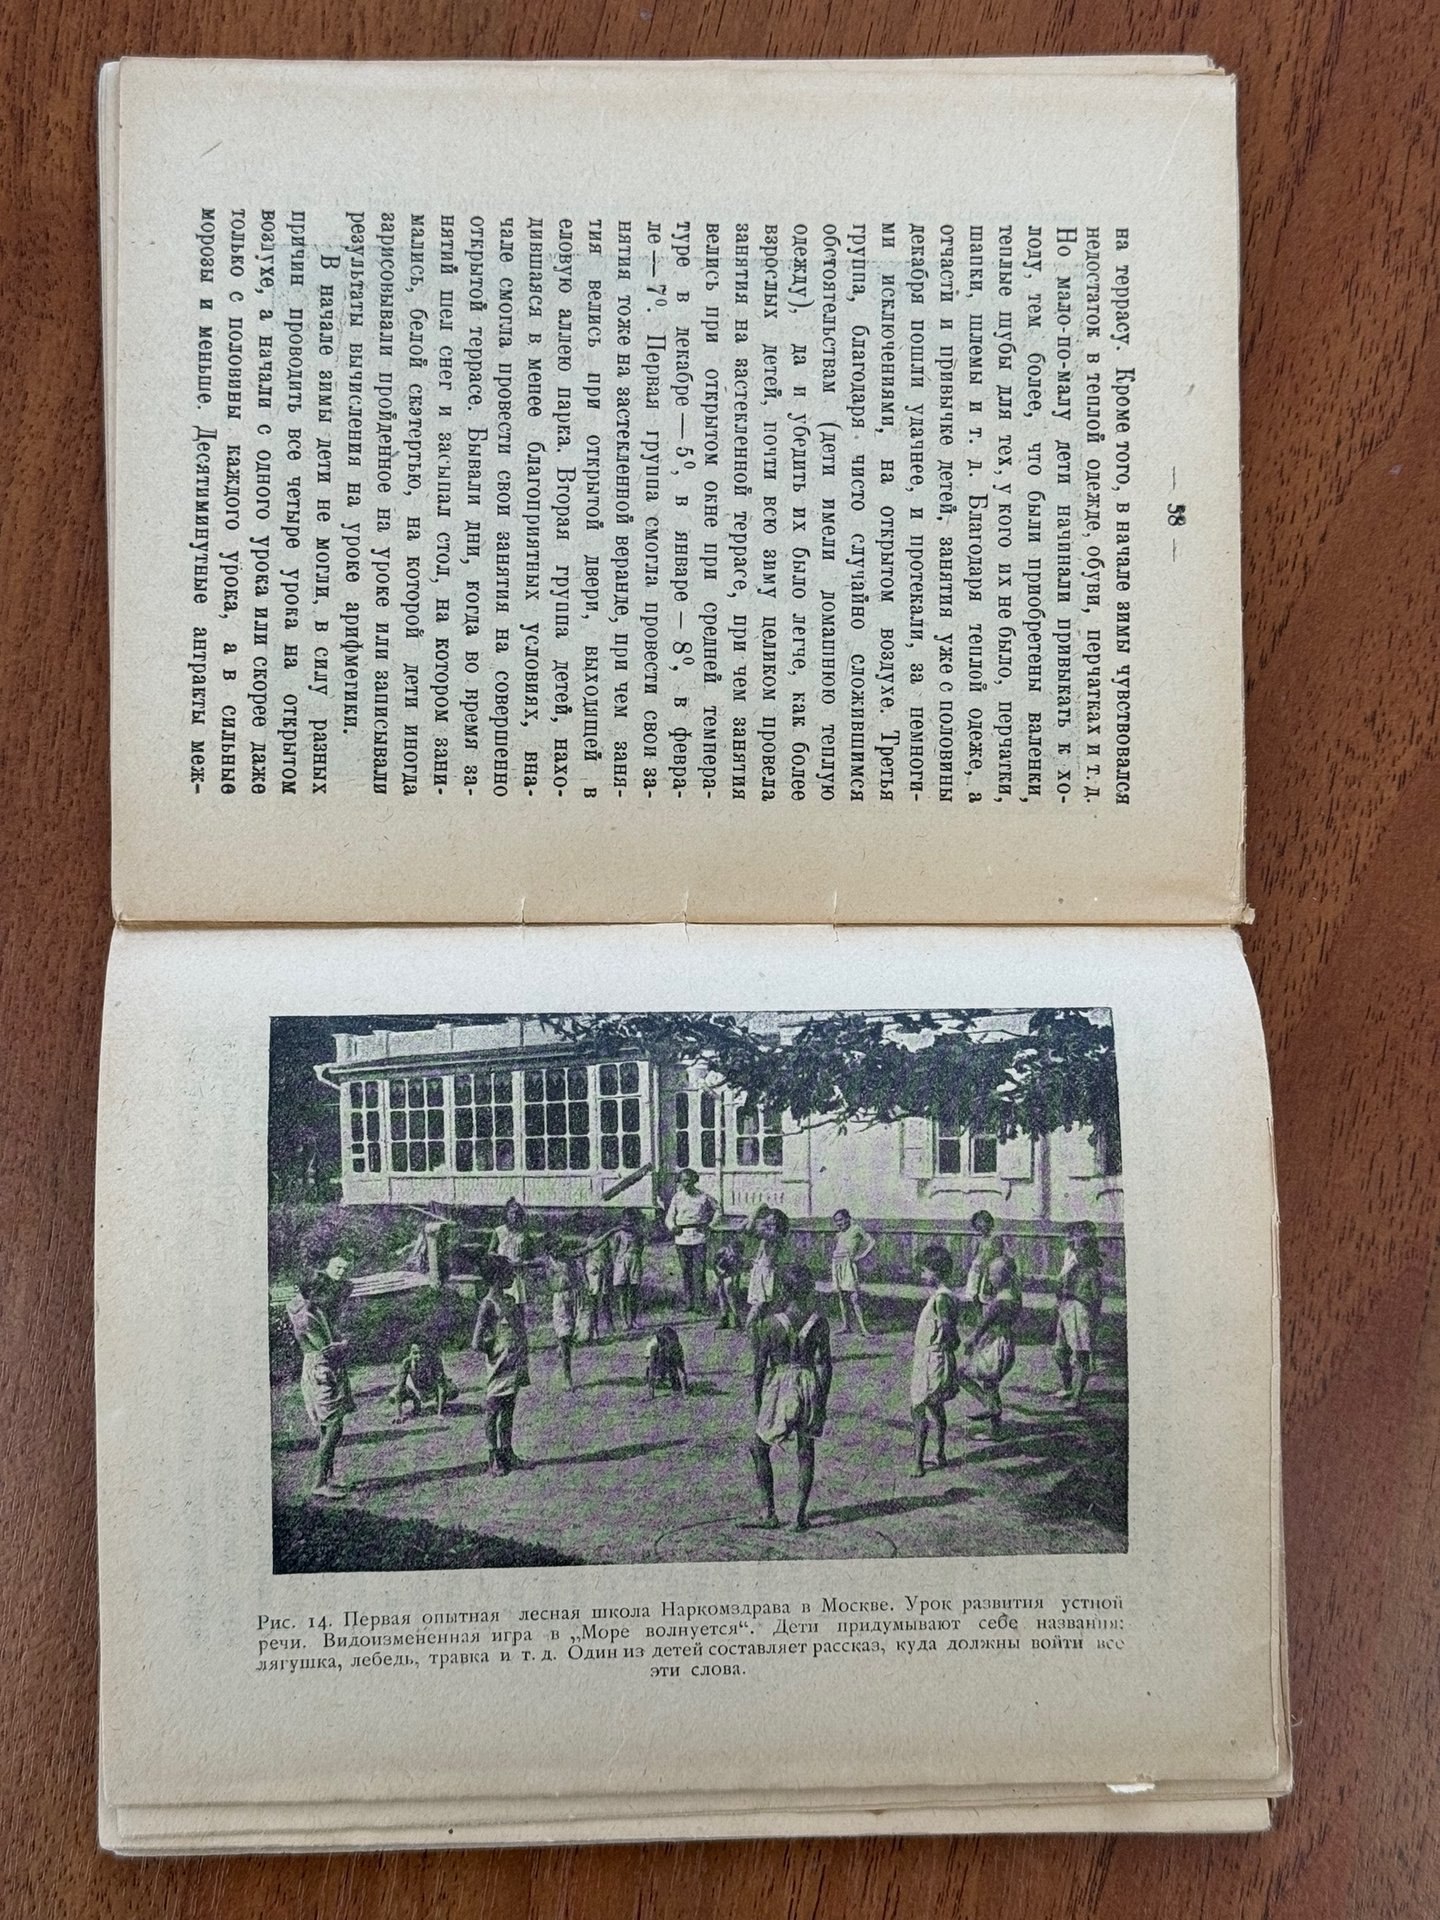 — 58 —
на террасу. Кроме того, в начале зимы чувствовался
недостаток в теплой одежде, обуви, перчатках и т. д.
Но мало-по-малу дети начинали привыкать к хо-
лоду, тем более, что были приобретены валенки,
теплые шубы для тех, у кого их не было, перчатки,
шапки, шлемы и т. д. Благодаря теплой одеже, а
отчасти и привычке детей, занятия уже с половины
декабря пошли удачнее, и протекали, за немноги-
ми исключениями, на открытом воздухе. Третья
группа, благодаря чисто случайно сложившимся
обстоятельствам (дети имели домашнюю теплую
одежду), да и убедить их было легче, как более
взрослых детей, почти всю зиму целиком провела
занятия на застекленной террасе, при чем занятия
велись при открытом окне при средней темпера-
туре в декабре — 5⁰, в январе — 8⁰, в февра-
ле — 7⁰. Первая группа смогла провести свои за-
нятия тоже на застекленной веранде, при чем заня-
тия велись при открытой двери, выходящей в
еловую аллею парка. Вторая группа детей, нахо-
дившаяся в менее благоприятных условиях, вна-
чале смогла провести свои занятия на совершенно
открытой террасе. Бывали дни, когда во время за-
нятий шел снег и засыпал стол, на котором зани-
мались, белой скатертью, на которой дети иногда
зарисовывали пройденное на уроке или записывали
результаты вычисления на уроке арифметики.
В начале зимы дети не могли, в силу разных
причин проводить все четыре урока на открытом
воздухе, а начали с одного урока или скорее даже
только с половины каждого урока, а в сильные
морозы и меньше. Десятиминутные антракты меж-
Рис. 14. Первая опытная лесная школа Наркомздрава в Москве. Урок развития устной
речи. Видоизмененная игра в „Море волнуется“. Дети придумывают себе названия:
лягушка, лебедь, травка и т. д. Один из детей составляет рассказ, куда должны войти все
эти слова.